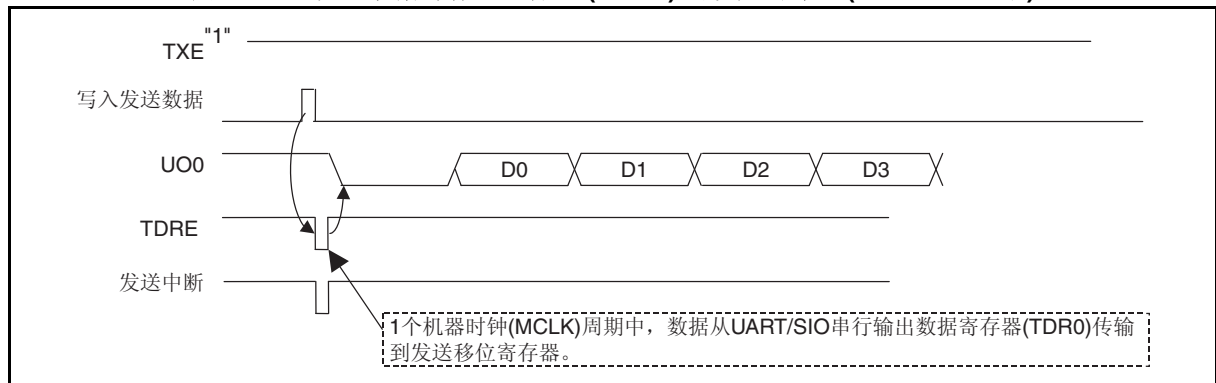 TXE "1"
写入发送数据
UO0 D0 D1 D2 D3
TDRE
发送中断
1个机器时钟(MCLK)周期中，数据从UART/SIO串行输出数据寄存器(TDR0)传输
到发送移位寄存器。